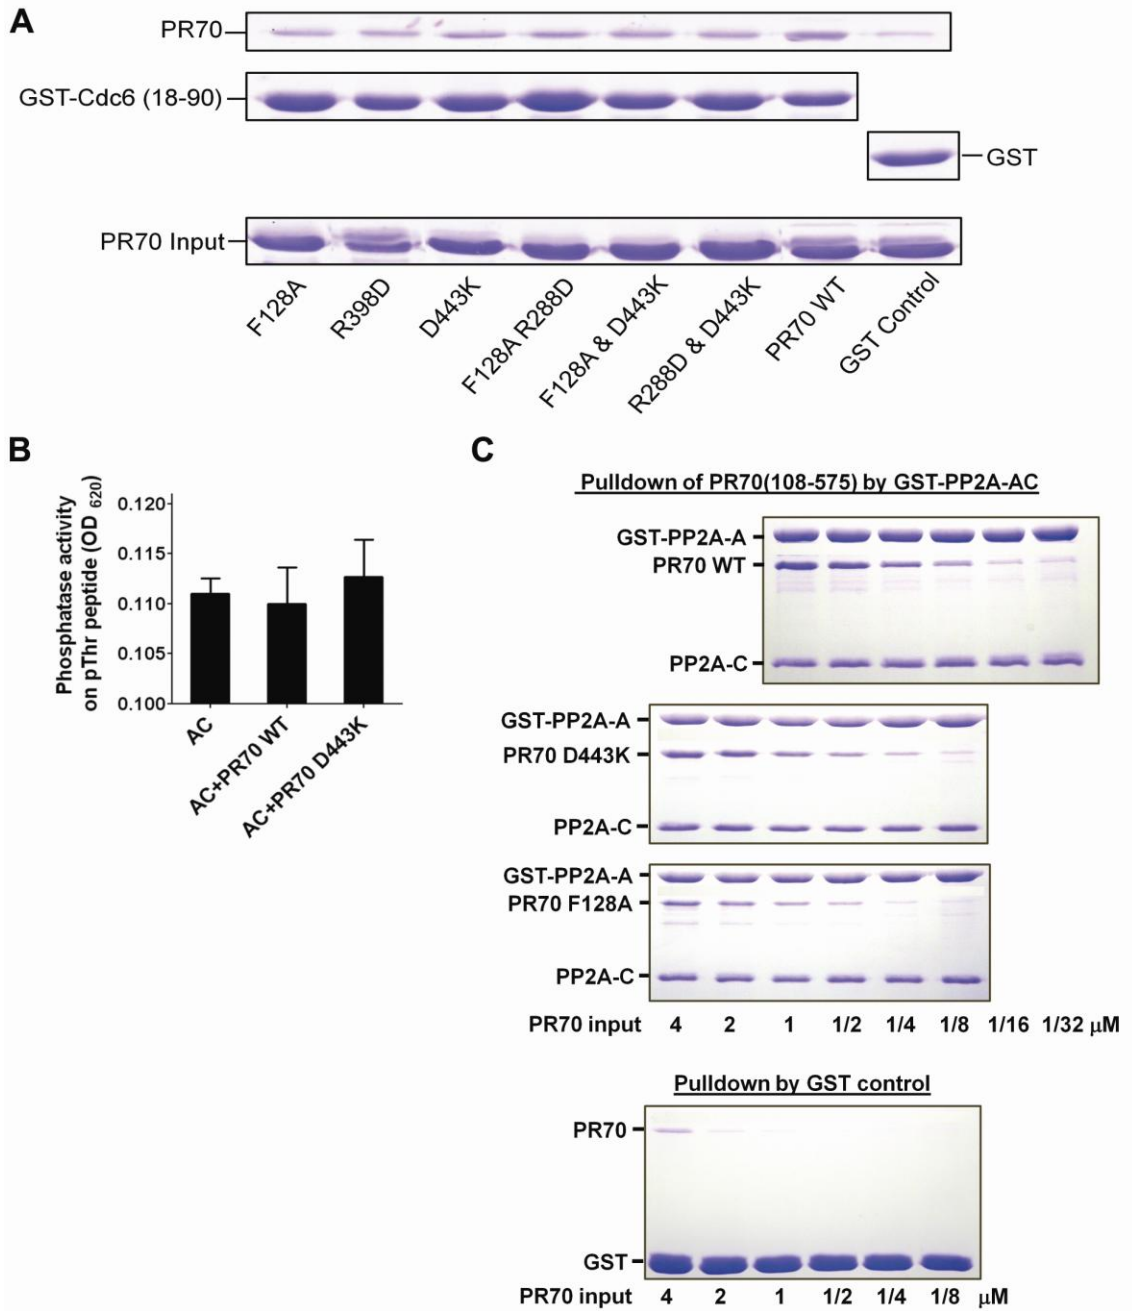 A
PR70
GST-Cdc6 (18-90)
GST
PR70 Input
F128A
R398D
D443K
F128A R288D
F128A & D443K
R288D & D443K
PR70 WT
GST Control
B
Phosphatase activity
on pThr peptide (OD 620)
0.120
0.115
0.110
0.105
0.100
AC
AC+PR70 WT
AC+PR70 D443K
C
Pulldown of PR70(108-575) by GST-PP2A-AC
GST-PP2A-A
PR70 WT
PP2A-C
GST-PP2A-A
PR70 D443K
PP2A-C
GST-PP2A-A
PR70 F128A
PP2A-C
PR70 input 4 2 1 1/2 1/4 1/8 1/16 1/32 μM
Pulldown by GST control
PR70
GST
PR70 input 4 2 1 1/2 1/4 1/8 μM